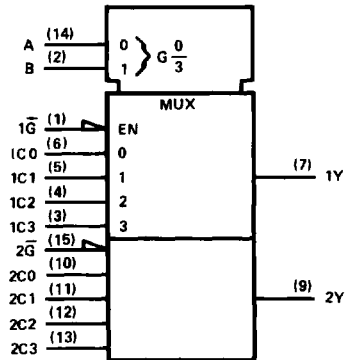 A (14) 0 } G 0/3
B (2) 1
MUX
1G̅ (1) EN
IC0 (6) 0
1C1 (5) 1 (7) 1Y
1C2 (4) 2
1C3 (3) 3
2G̅ (15)
2C0 (10)
2C1 (11) (9) 2Y
2C2 (12)
2C3 (13)